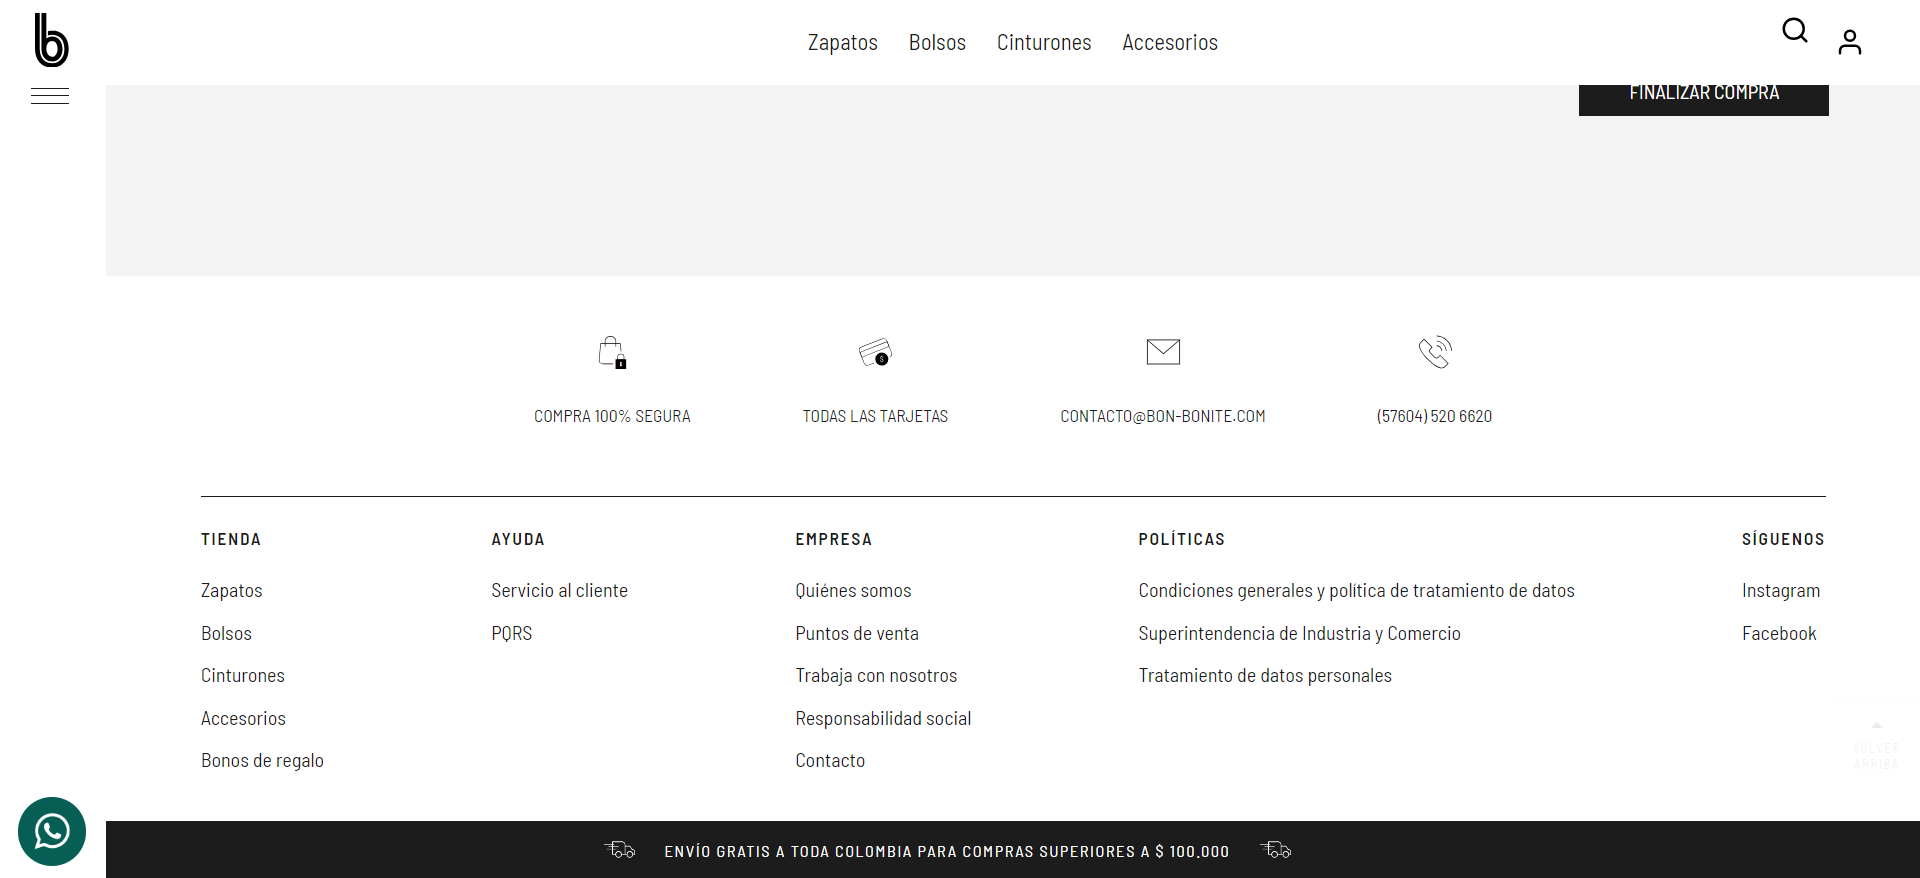 b
Zapatos Bolsos Cinturones Accesorios
FINALIZAR COMPRA
COMPRA 100% SEGURA
TODAS LAS TARJETAS
CONTACTO@BON-BONITE.COM
(57604) 520 6620
TIENDA
Zapatos
Bolsos
Cinturones
Accesorios
Bonos de regalo
AYUDA
Servicio al cliente
PQRS
EMPRESA
Quiénes somos
Puntos de venta
Trabaja con nosotros
Responsabilidad social
Contacto
POLÍTICAS
Condiciones generales y política de tratamiento de datos
Superintendencia de Industria y Comercio
Tratamiento de datos personales
SÍGUENOS
Instagram
Facebook
VOLVER
ARRIBA
ENVÍO GRATIS A TODA COLOMBIA PARA COMPRAS SUPERIORES A $ 100.000